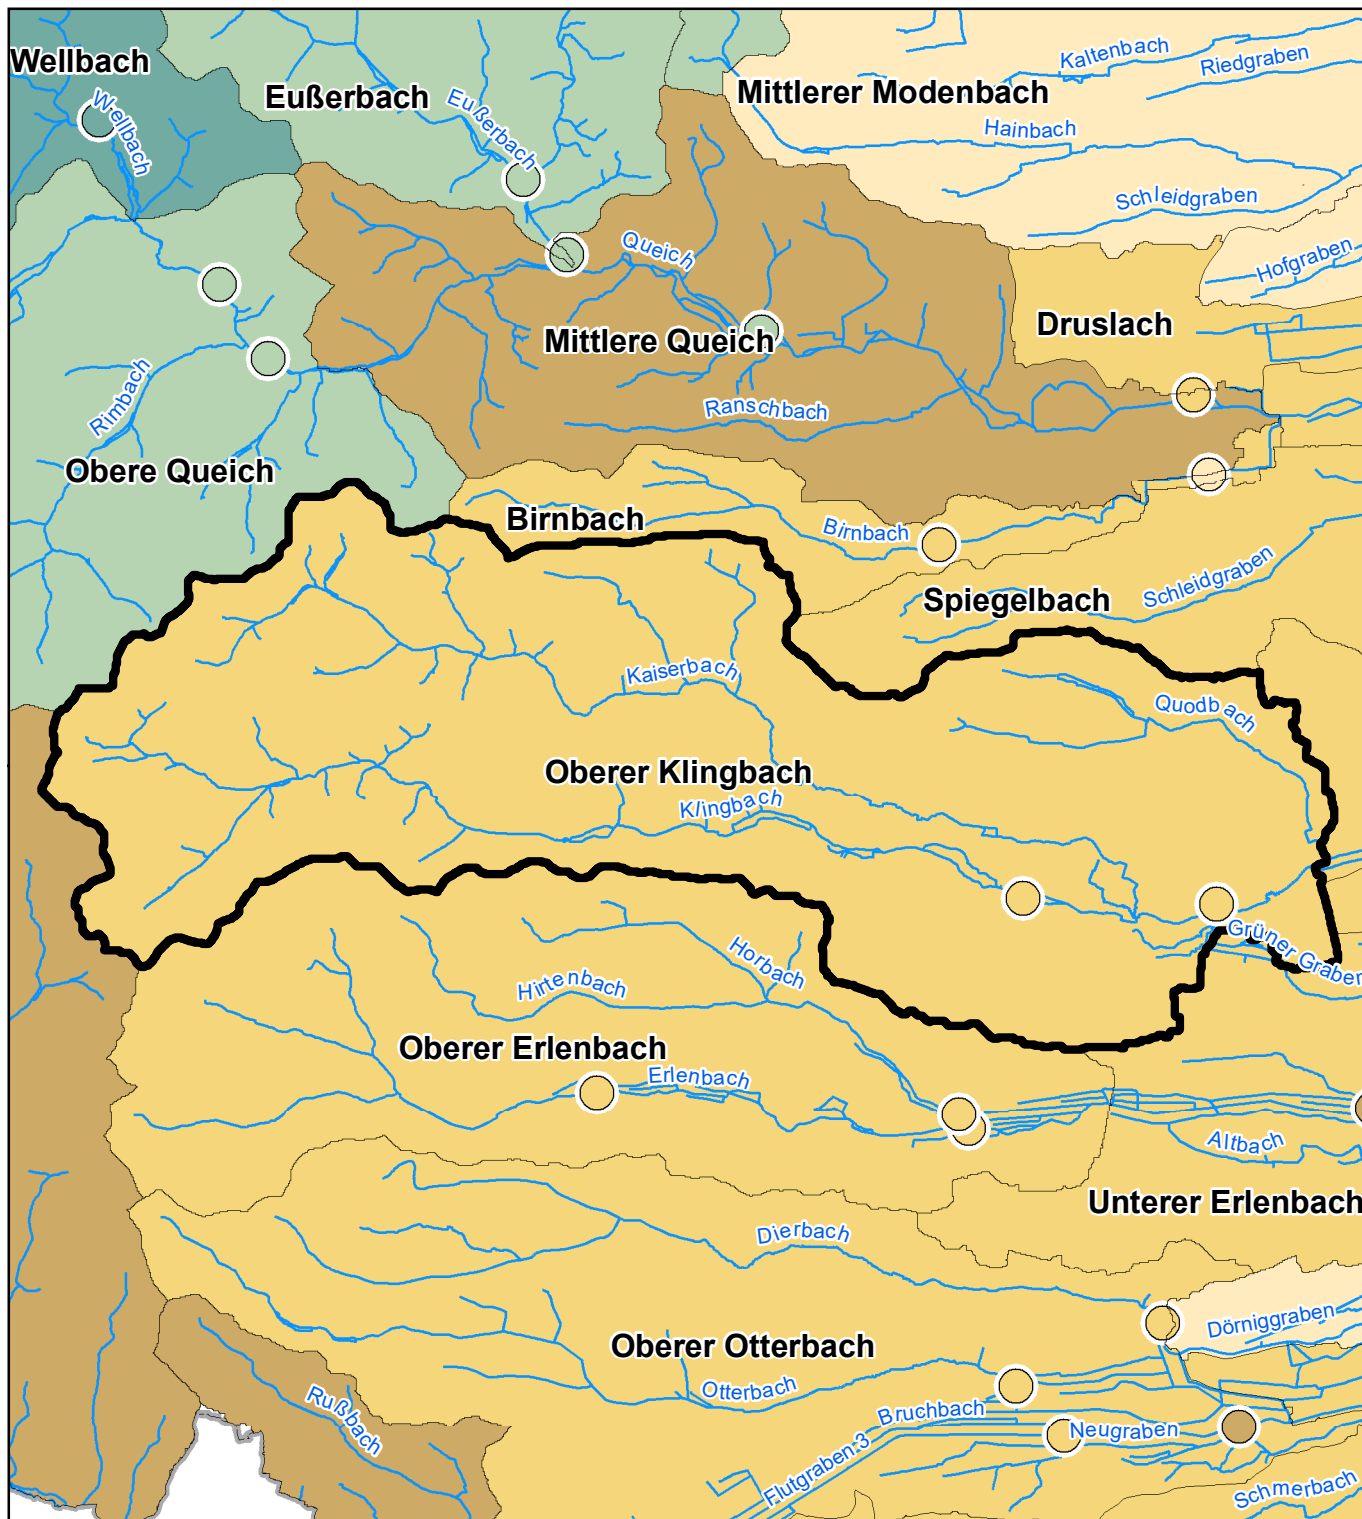 Wellbach
Kaltenbach
Riedgraben
Eußerbach
Mittlerer Modenbach
Wellbach
Eußerbach
Hainbach
Schleidgraben
Queich
Hofgraben
Mittlere Queich
Druslach
Rimbach
Ranschbach
Obere Queich
Birnbach
Birnbach
Spiegelbach
Schleidgraben
Kaiserbach
Quodbach
Oberer Klingbach
Klingbach
Grüner Graben
Horbach
Hirtenbach
Oberer Erlenbach
Erlenbach
Altbach
Unterer Erlenbach
Dierbach
Dörniggraben
Oberer Otterbach
Otterbach
Rußbach
Bruchbach
Neugraben
Flutgraben 3
Schmerbach